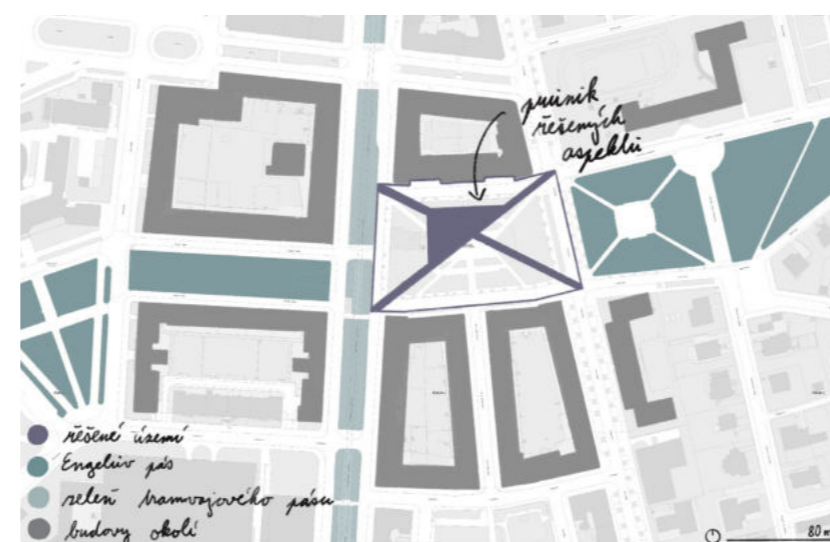 průnik
řešených
aspektů
řešené území
Engelův pás
zeleň tramvajového pásu
budovy okolí
80 m